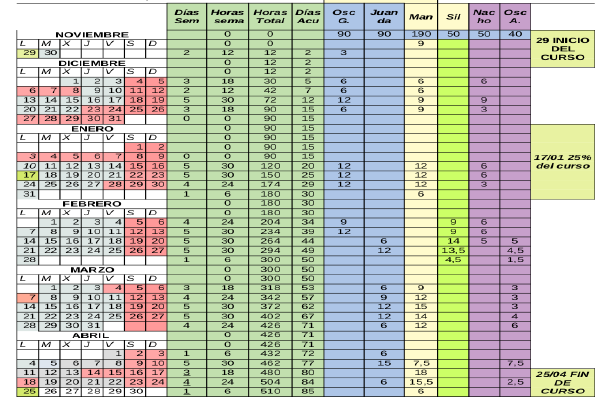 Días Sem Horas sema Horas Total Días Acu Osc G. Juan da Man Sil Nac ho Osc A.
NOVIEMBRE 0 0 90 90 190 50 50 40
L M X J V S D 0 0 9
29 30 2 12 12 2 3
29 INICIO
DEL
CURSO
DICIEMBRE 0 12 2
L M X J V S D 0 12 2
1 2 3 4 5 3 18 30 5 6 6 6
6 7 8 9 10 11 12 2 12 42 7 6 6
13 14 15 16 17 18 19 5 30 72 12 12 9 9
20 21 22 23 24 25 26 3 18 90 15 6 9 3
27 28 29 30 31 0 0 90 15
ENERO 0 90 15
L M X J V S D 0 90 15
1 2 0 90 15
3 4 5 6 7 8 9 0 0 90 15
17/01 25%
del curso
10 11 12 13 14 15 16 5 30 120 20 12 12 6
17 18 19 20 21 22 23 5 30 150 25 12 12 6
24 25 26 27 28 29 30 4 24 174 29 12 12 3
31 1 6 180 30 6
FEBRERO 0 180 30
L M X J V S D 0 180 30
1 2 3 4 5 6 4 24 204 34 9 9 6
7 8 9 10 11 12 13 5 30 234 39 12 9 6
14 15 16 17 18 19 20 5 30 264 44 6 14 5 5
21 22 23 24 25 26 27 5 30 294 49 12 13,5 4,5
28 1 6 300 50 4,5 1,5
MARZO 0 300 50
L M X J V S D 0 300 50
1 2 3 4 5 6 3 18 318 53 6 9 3
7 8 9 10 11 12 13 4 24 342 57 9 12 3
14 15 16 17 18 19 20 5 30 372 62 12 15 3
21 22 23 24 25 26 27 5 30 402 67 12 14 4
28 29 30 31 4 24 426 71 6 12 6
ABRIL 0 426 71
L M X J V S D 0 426 71
1 2 3 1 6 432 72 6
4 5 6 7 8 9 10 5 30 462 77 15 7,5 7,5
11 12 13 14 15 16 17 3 18 480 80 18
18 19 20 21 22 23 24 4 24 504 84 6 15,5 2,5
25 26 27 28 29 30 1 6 510 85 6
25/04 FIN
DE
CURSO